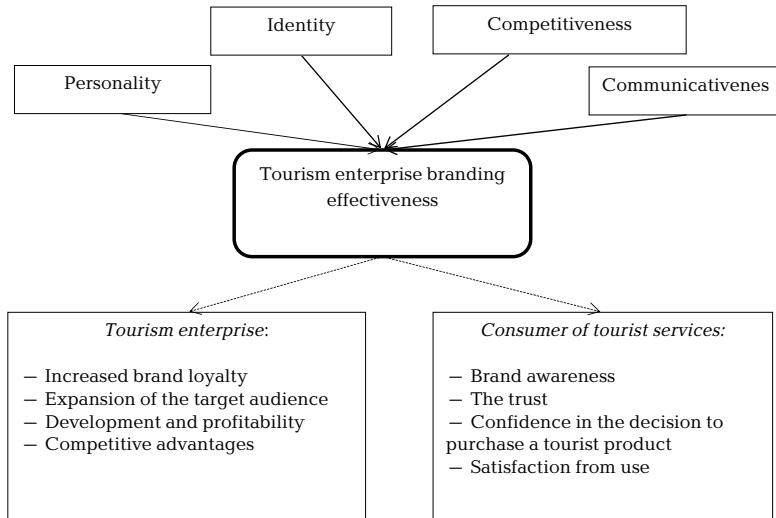 Identity
Competitiveness
Personality
Communicativenes
Tourism enterprise branding
effectiveness
Tourism enterprise:
— Increased brand loyalty
— Expansion of the target audience
— Development and profitability
— Competitive advantages
Consumer of tourist services:
— Brand awareness
— The trust
— Confidence in the decision to
purchase a tourist product
— Satisfaction from use